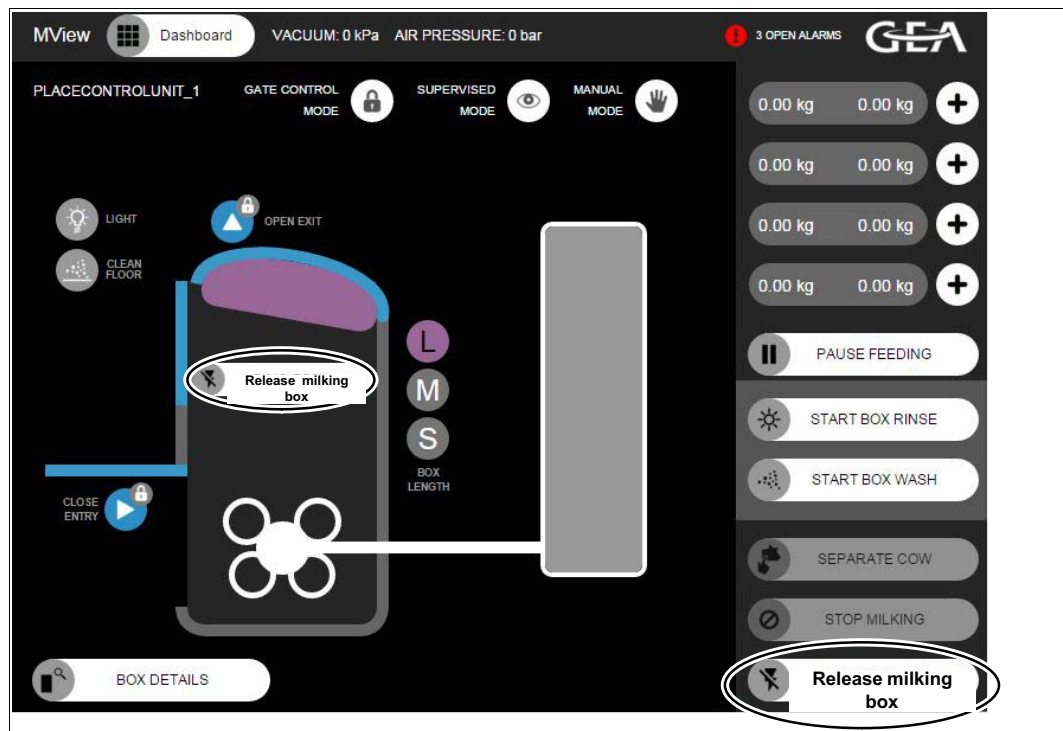 MView
Dashboard
VACUUM: 0 kPa AIR PRESSURE: 0 bar
3 OPEN ALARMS
GEA
PLACECONTROLUNIT_1
GATE CONTROL
MODE
SUPERVISED
MODE
MANUAL
MODE
0.00 kg 0.00 kg
0.00 kg 0.00 kg
0.00 kg 0.00 kg
0.00 kg 0.00 kg
LIGHT
OPEN EXIT
CLEAN
FLOOR
L
M
S
BOX
LENGTH
Release milking
box
CLOSE
ENTRY
PAUSE FEEDING
START BOX RINSE
START BOX WASH
SEPARATE COW
STOP MILKING
Release milking
box
BOX DETAILS